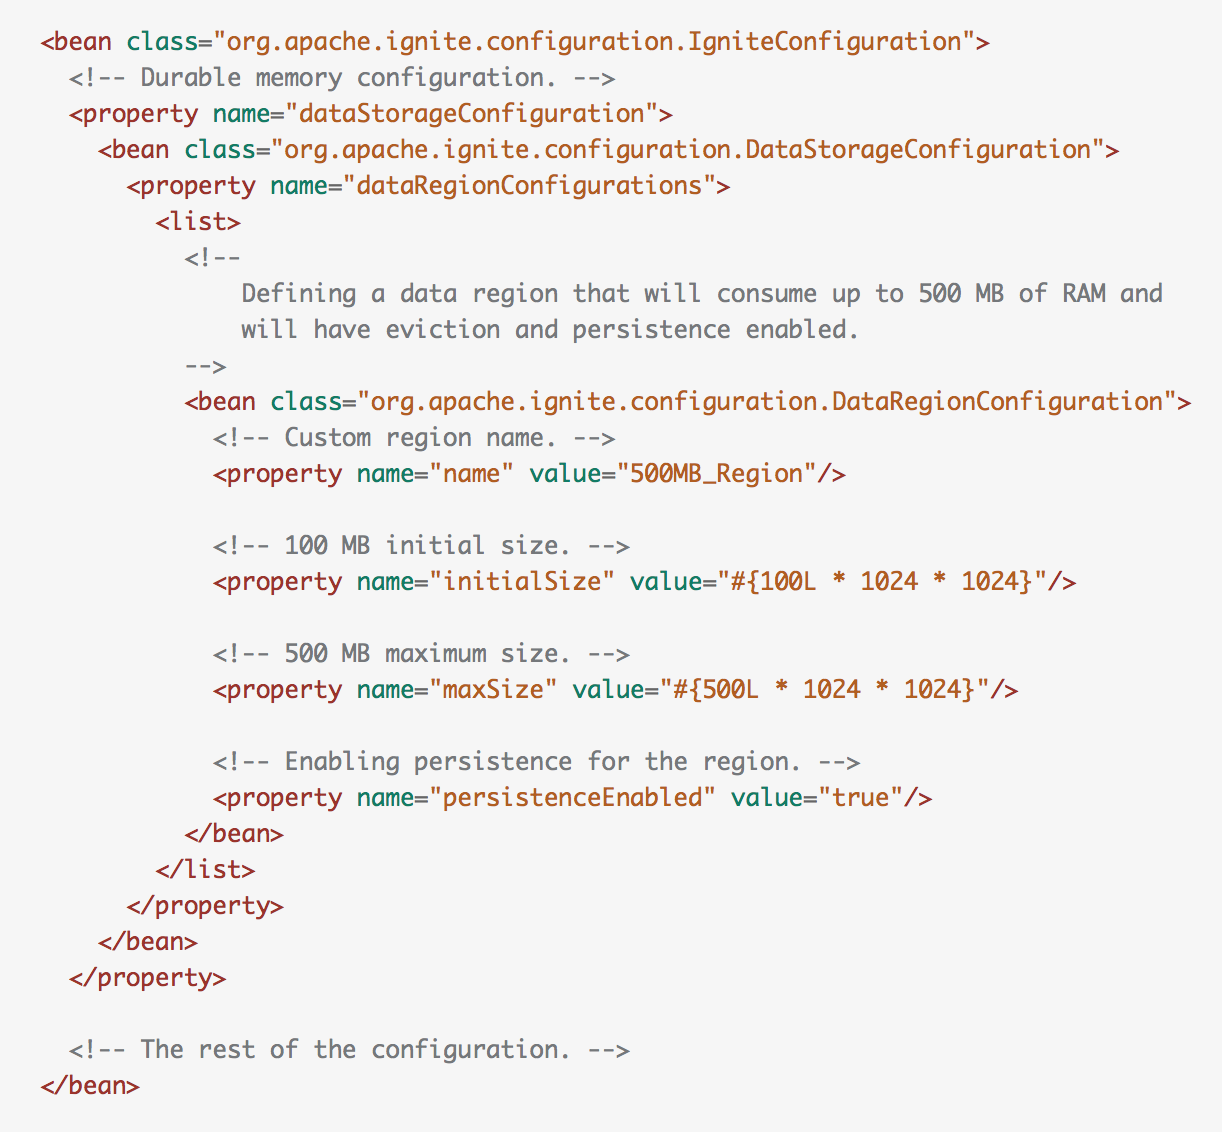 <bean class="org.apache.ignite.configuration.IgniteConfiguration">
<!-- Durable memory configuration. -->
<property name="dataStorageConfiguration">
<bean class="org.apache.ignite.configuration.DataStorageConfiguration">
<property name="dataRegionConfigurations">
<list>
<!--
Defining a data region that will consume up to 500 MB of RAM and
will have eviction and persistence enabled.
-->
<bean class="org.apache.ignite.configuration.DataRegionConfiguration">
<!-- Custom region name. -->
<property name="name" value="500MB_Region"/>
<!-- 100 MB initial size. -->
<property name="initialSize" value="#{100L * 1024 * 1024}"/>
<!-- 500 MB maximum size. -->
<property name="maxSize" value="#{500L * 1024 * 1024}"/>
<!-- Enabling persistence for the region. -->
<property name="persistenceEnabled" value="true"/>
</bean>
</list>
</property>
</bean>
</property>
<!-- The rest of the configuration. -->
</bean>